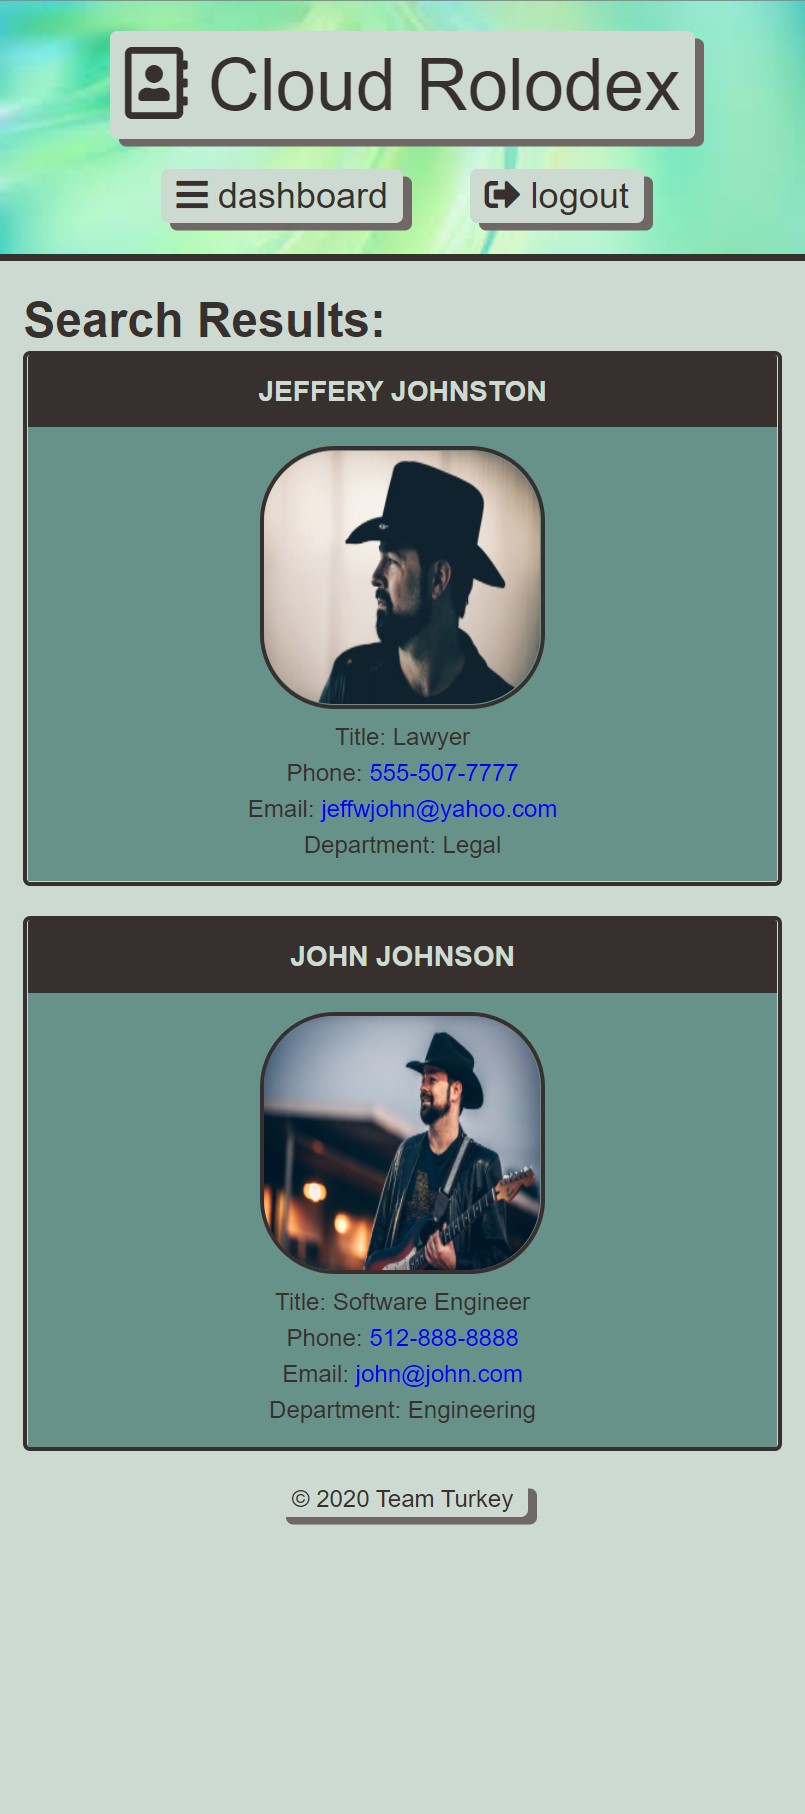 Cloud Rolodex
dashboard
logout
Search Results:
JEFFERY JOHNSTON
Title: Lawyer
Phone: 555-507-7777
Email: jeffwjohn@yahoo.com
Department: Legal
JOHN JOHNSON
Title: Software Engineer
Phone: 512-888-8888
Email: john@john.com
Department: Engineering
© 2020 Team Turkey